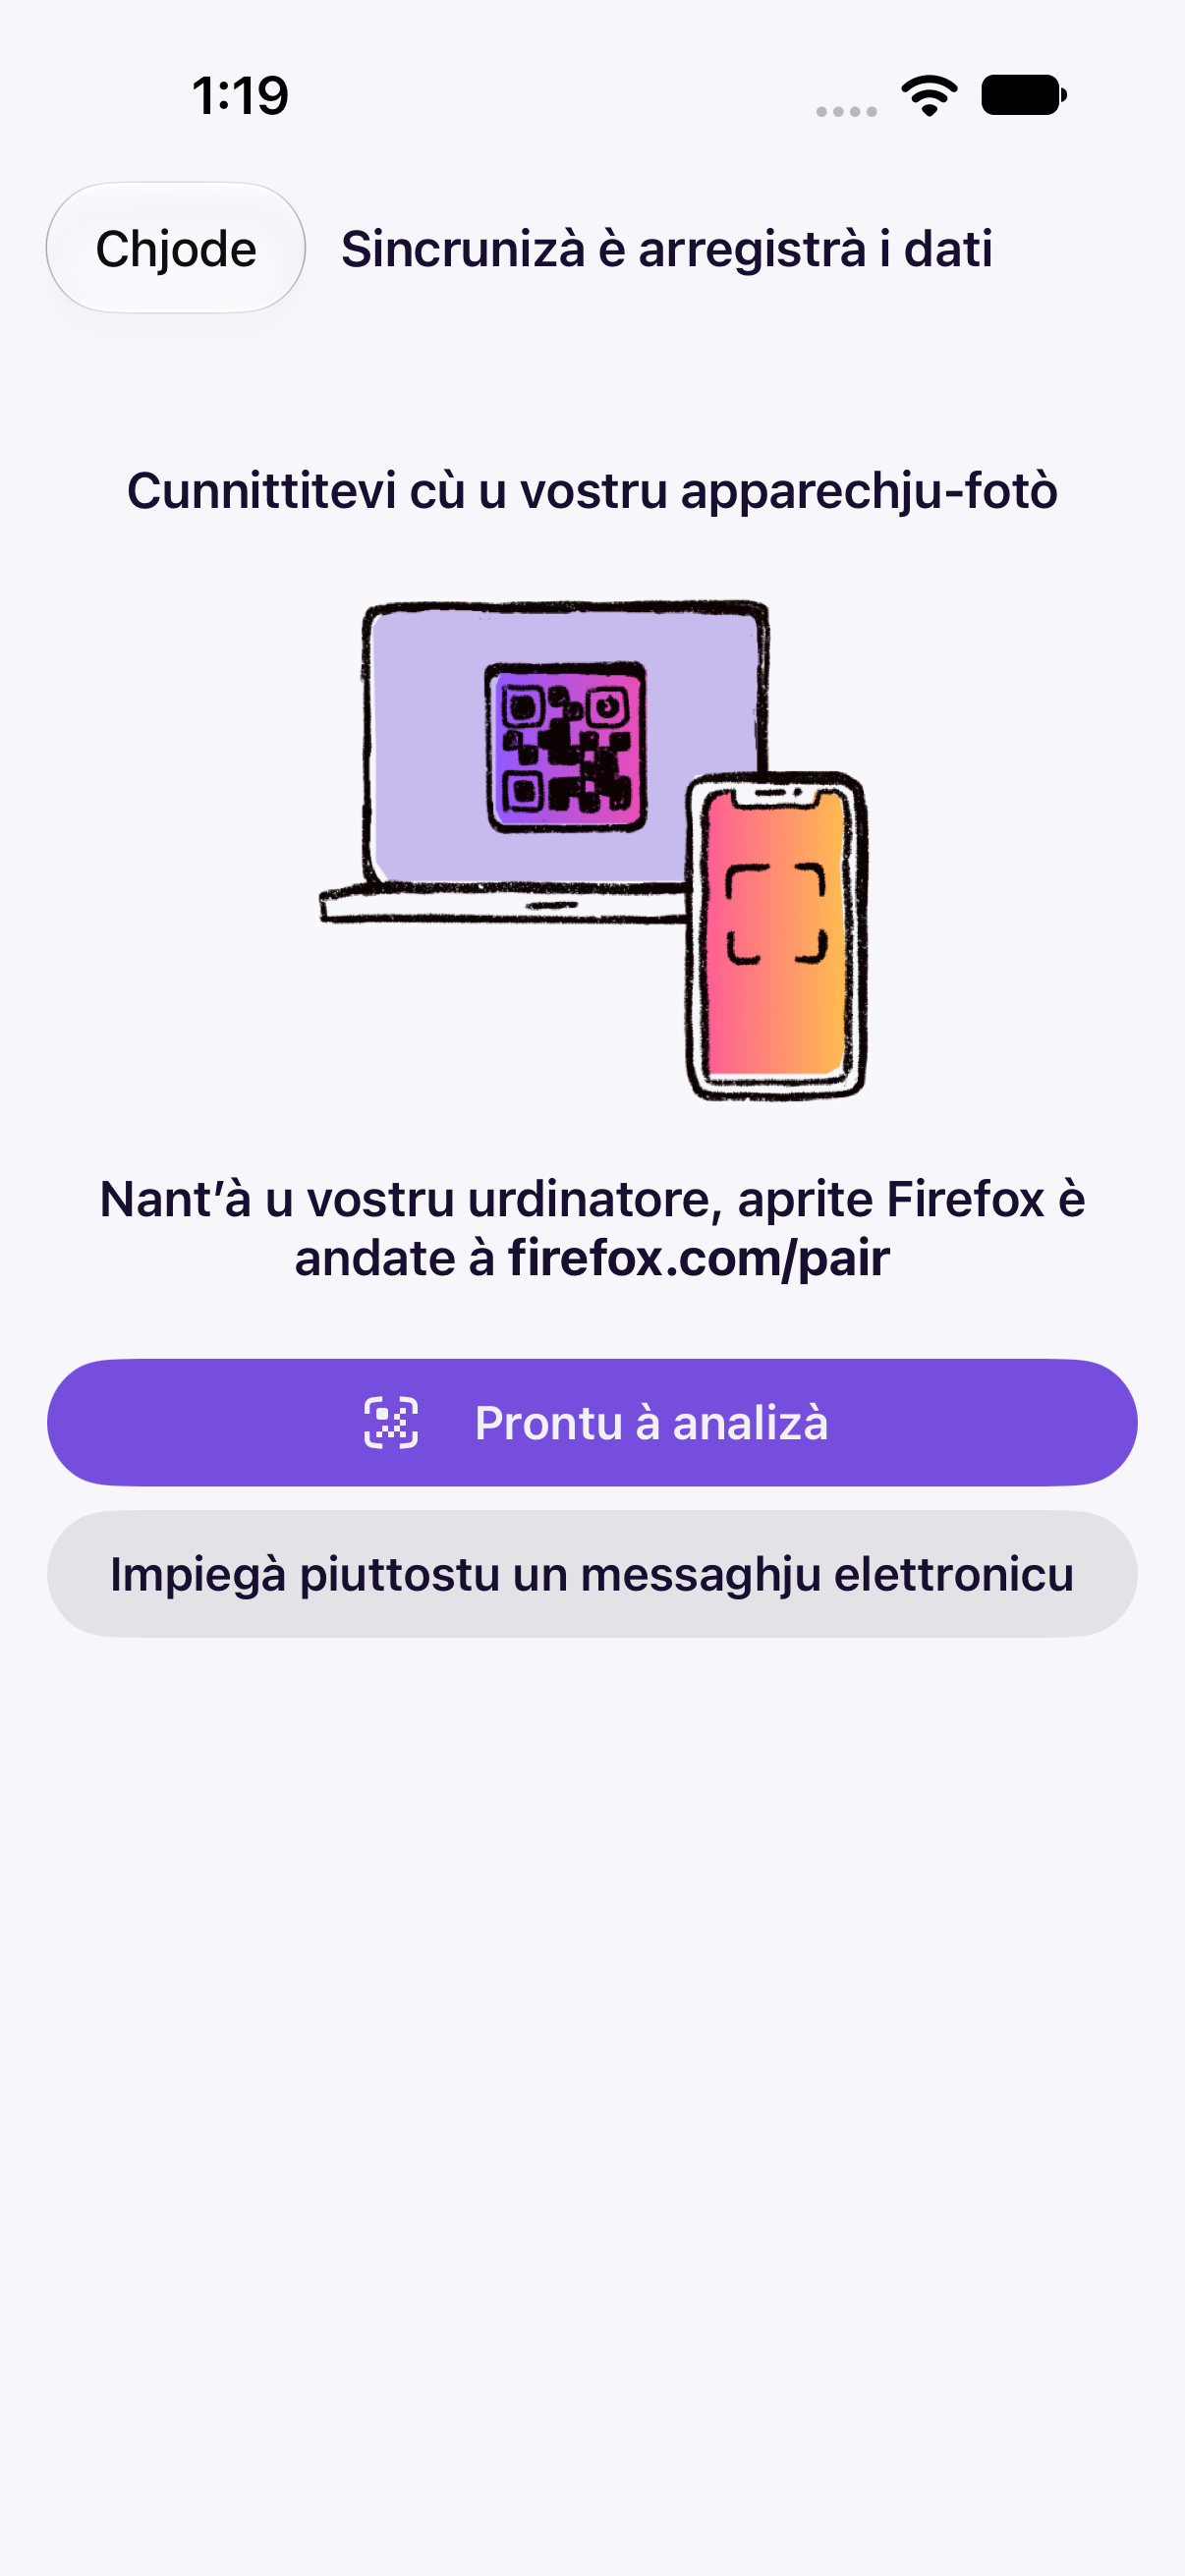 1:19
Chjode
Sincrunizà è arregistrà i dati
Cunnittitevi cù u vostru apparechju-fotò
Nant’à u vostru urdinatore, aprite Firefox è
andate à firefox.com/pair
Prontu à analizà
Impiegà piuttostu un messaghju elettronicu